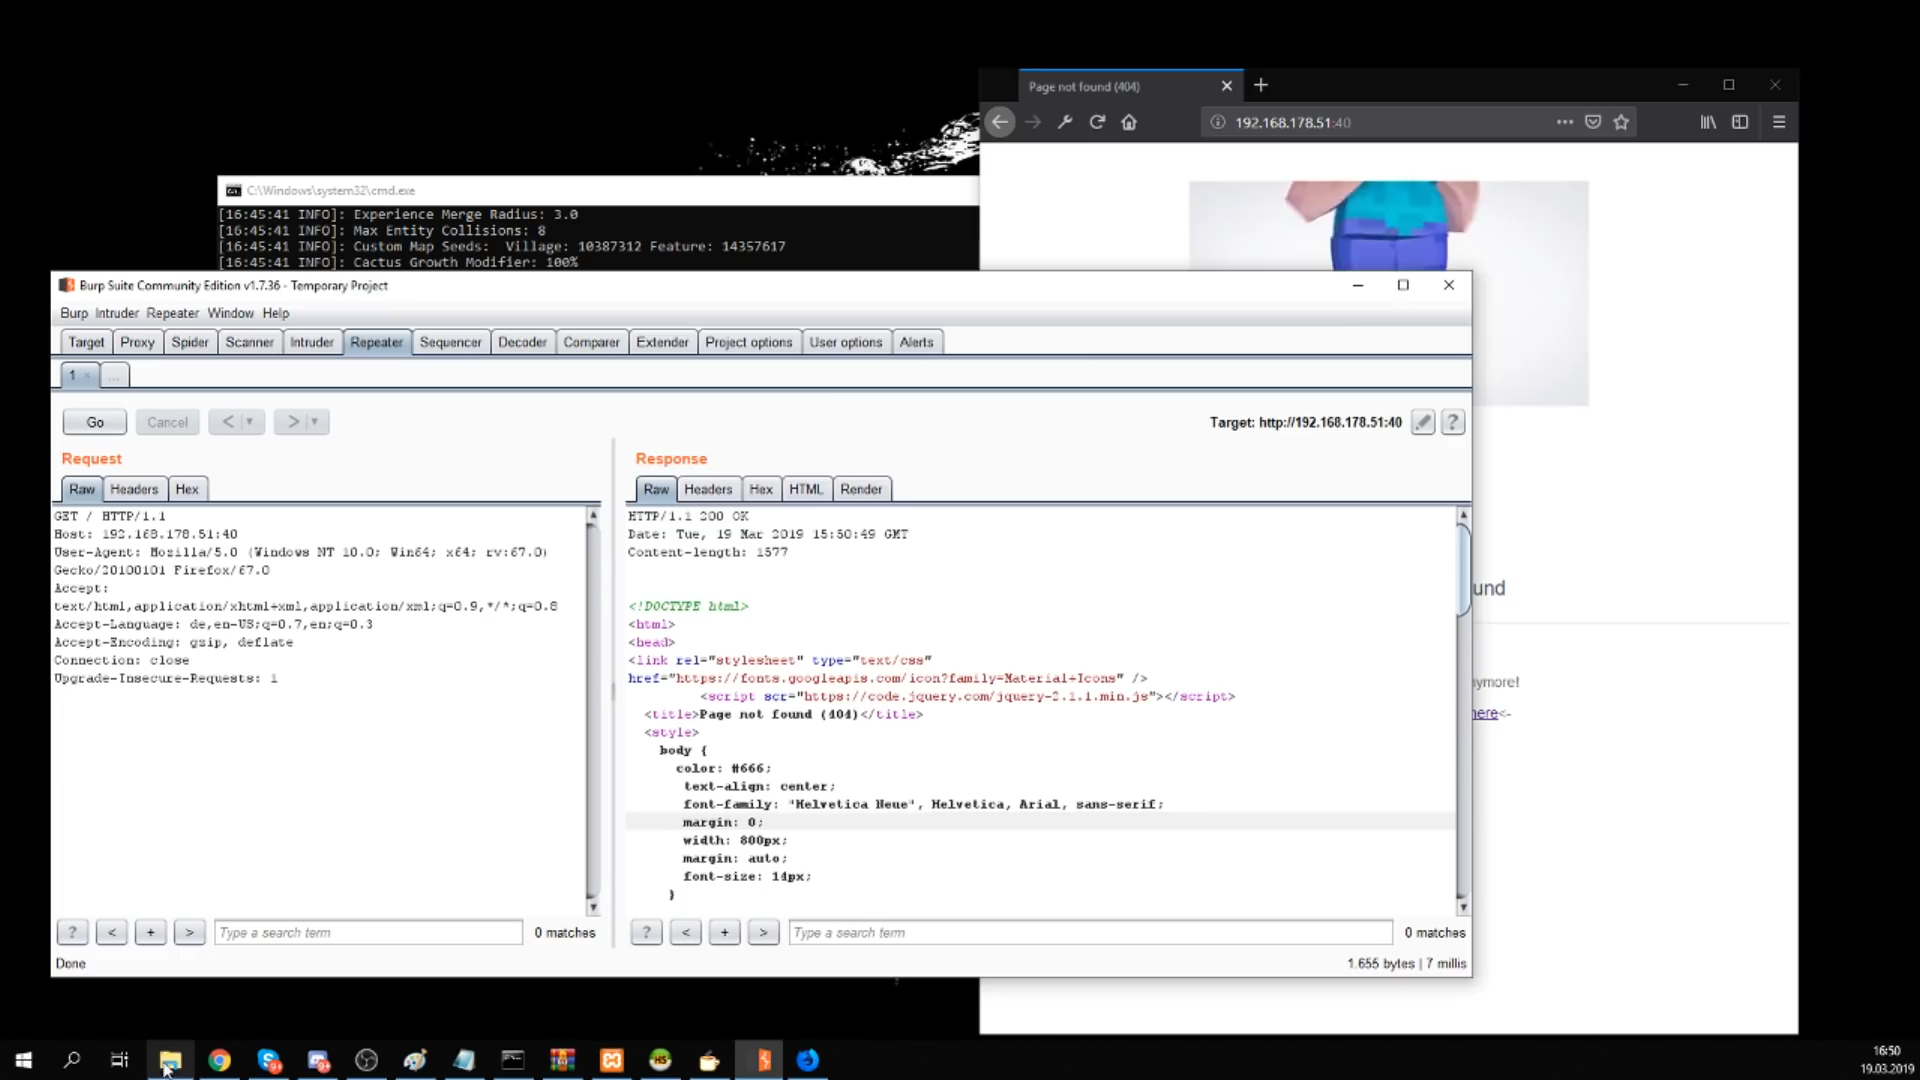 Page not found (404)
192.168.178.51:40
C:\Windows\system32\cmd.exe
[16:45:41 INFO]: Experience Merge Radius: 3.0
[16:45:41 INFO]: Max Entity Collisions: 8
[16:45:41 INFO]: Custom Map Seeds:  Village: 10387312 Feature: 14357617
[16:45:41 INFO]: Cactus Growth Modifier: 100%
Burp Suite Community Edition v1.7.36 - Temporary Project
Burp Intruder Repeater Window Help
Target Proxy Spider Scanner Intruder Repeater Sequencer Decoder Comparer Extender Project options User options Alerts
1 × ...
Go Cancel < > Target: http://192.168.178.51:40 ?
Request
Raw Headers Hex
GET / HTTP/1.1
Host: 192.168.178.51:40
User-Agent: Mozilla/5.0 (Windows NT 10.0; Win64; x64; rv:67.0)
Gecko/20100101 Firefox/67.0
Accept:
text/html,application/xhtml+xml,application/xml;q=0.9,*/*;q=0.8
Accept-Language: de,en-US;q=0.7,en;q=0.3
Accept-Encoding: gzip, deflate
Connection: close
Upgrade-Insecure-Requests: 1
? < + > Type a search term 0 matches
Response
Raw Headers Hex HTML Render
HTTP/1.1 200 OK
Date: Tue, 19 Mar 2019 15:50:49 GMT
Content-length: 1577
<!DOCTYPE html>
<html>
<head>
<link rel="stylesheet" type="text/css"
href="https://fonts.googleapis.com/icon?family=Material+Icons" />
<script scr="https://code.jquery.com/jquery-2.1.1.min.js"></script>
<title>Page not found (404)</title>
<style>
body {
color: #666;
text-align: center;
font-family: "Helvetica Neue", Helvetica, Arial, sans-serif;
margin: 0;
width: 800px;
margin: auto;
font-size: 14px;
}
? < + > Type a search term 0 matches
Done
1.655 bytes | 7 millis
und
ymore!
here<-
16:50
19.03.2019